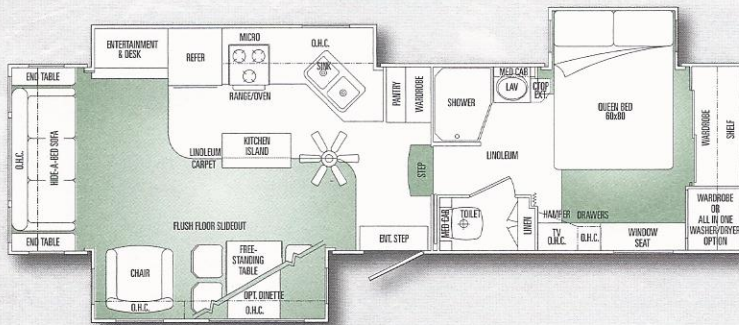 ENTERTAINMENT
& DESK
REFER
MICRO
O.H.C.
SINK
RANGE/OVEN
END TABLE
O.H.C.
HIDE-A-BED SOFA
END TABLE
LINOLEUM
CARPET
KITCHEN
ISLAND
PANTRY
WARDROBE
STEP
FLUSH FLOOR SLIDEOUT
CHAIR
O.H.C.
FREE-
STANDING
TABLE
OPT. DINETTE
O.H.C.
ENT. STEP
SHOWER
MED CAB
LAV
CTOP
EXT.
LINOLEUM
MED CAB
TOILET
LINEN
QUEEN BED
60x80
WARDROBE
SHELF
HAMPER
DRAWERS
TV
O.H.C.
O.H.C.
WINDOW
SEAT
WARDROBE
OR
ALL IN ONE
WASHER/DRYER
OPTION